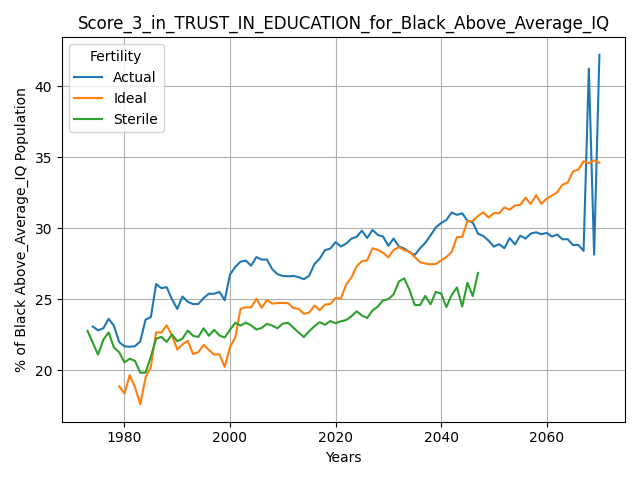 Score_3_in_TRUST_IN_EDUCATION_for_Black_Above_Average_IQ
Fertility
Actual
Ideal
Sterile
% of Black Above_Average_IQ Population
40
35
30
25
20
1980
2000
2020
2040
2060
Years